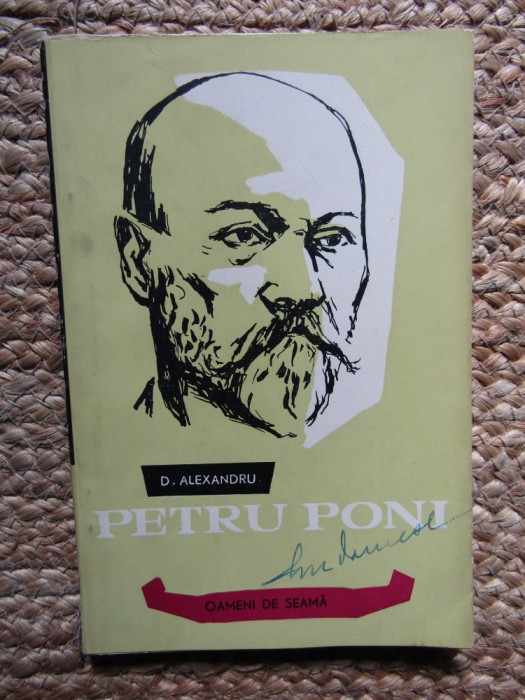 D. ALEXANDRU
PETRU PONI
OAMENI DE SEAMĂ